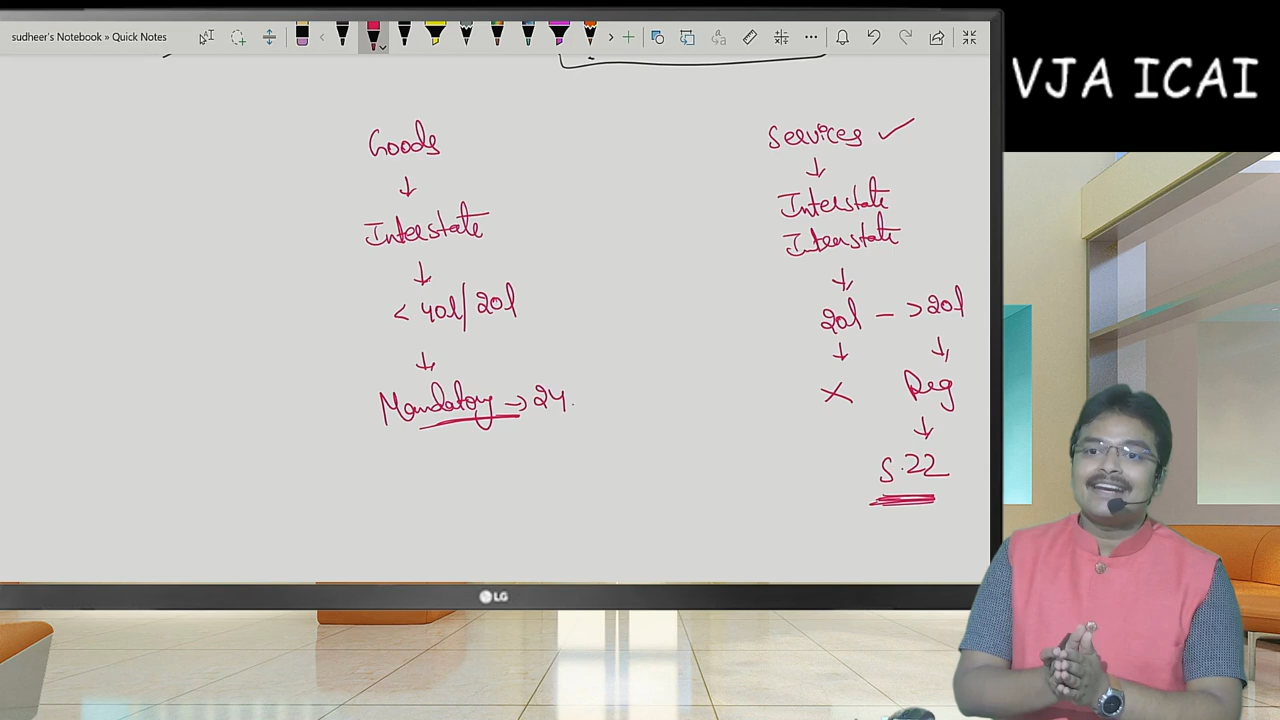 sudheer's Notebook » Quick Notes
VJA ICAI
Goods
↓
Interstate
↓
< 40l/20l
↓
Mandatory → 24.
Services ✓
↓
Interstate
Intrastate
↓
20l – >20l
↓ ↓
X Reg
↓
S.22
LG